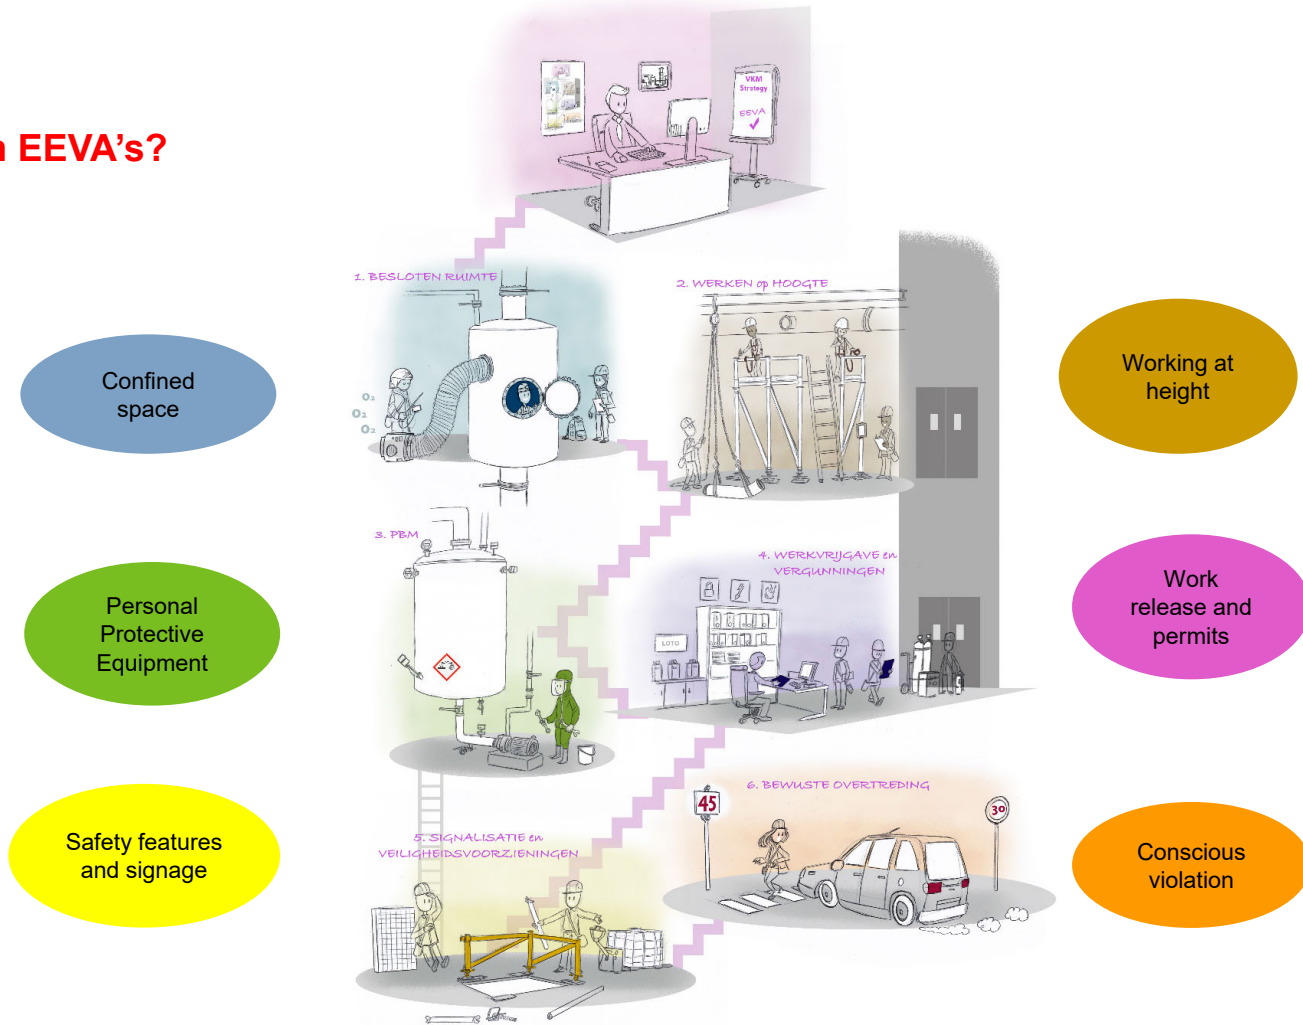 EEVA's?
VKM
Strategy
EEVA
1. BESLOTEN RUIMTE
2. WERKEN op HOOGTE
Confined
space
Working at
height
O₂
O₂
O₂
3. PBM
4. WERKVRIJGAVE en
VERGUNNINGEN
Personal
Protective
Equipment
Work
release and
permits
LOTO
6. BEWUSTE OVERTREDING
45
30
5. SIGNALISATIE en
VEILIGHEIDSVOORZIENINGEN
Safety features
and signage
Conscious
violation